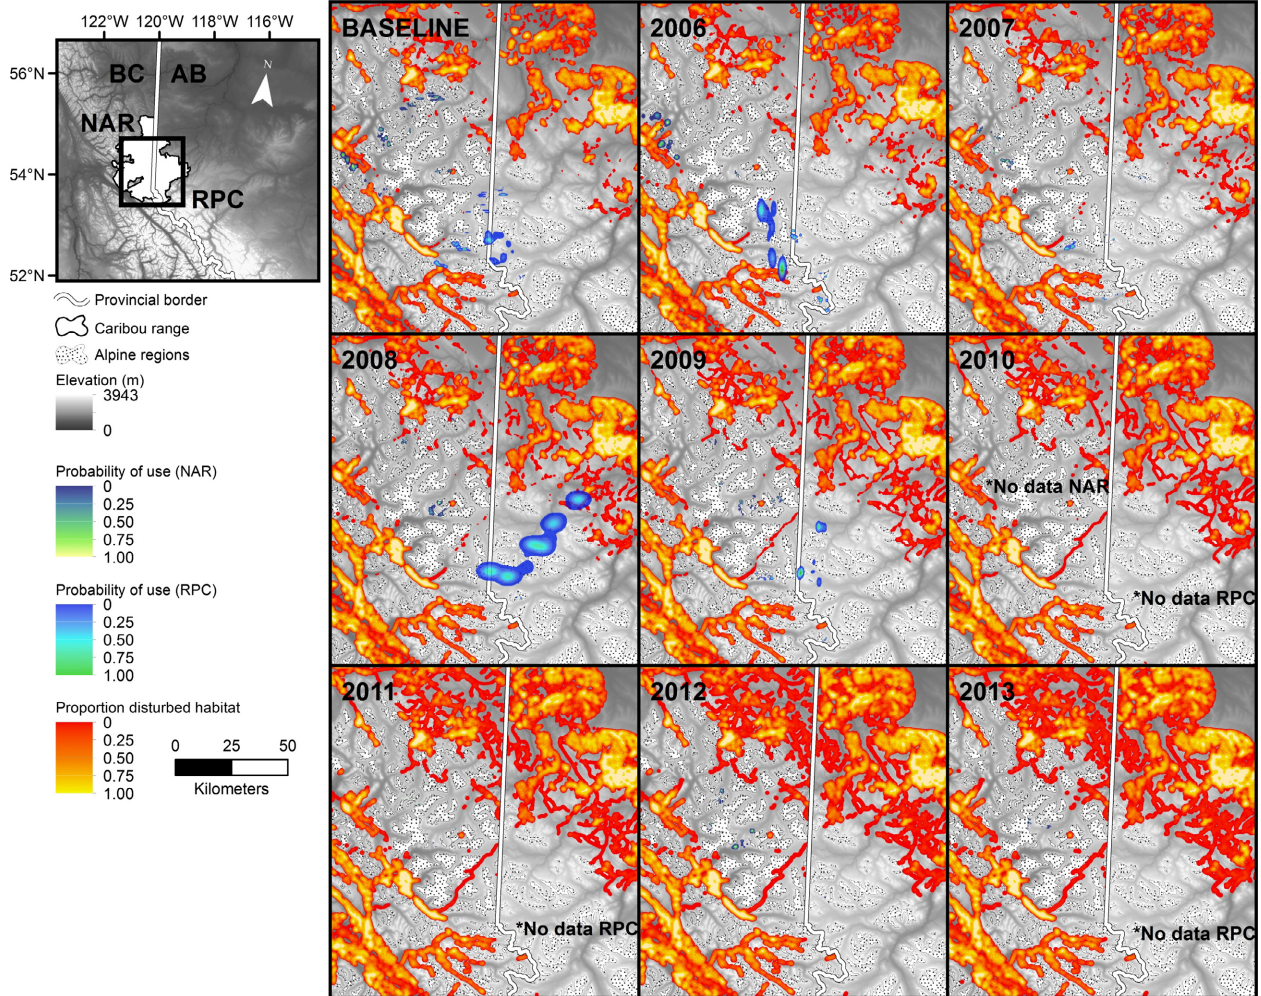 122°W 120°W 118°W 116°W
56°N
54°N
52°N
BC AB
N
NAR
RPC
Provincial border
Caribou range
Alpine regions
Elevation (m)
3943
0
Probability of use (NAR)
0
0.25
0.50
0.75
1.00
Probability of use (RPC)
0
0.25
0.50
0.75
1.00
Proportion disturbed habitat
0
0.25
0.50
0.75
1.00
0 25 50
Kilometers
BASELINE
2006
2007
2008
2009
2010
*No data NAR
*No data RPC
2011
*No data RPC
2012
2013
*No data RPC